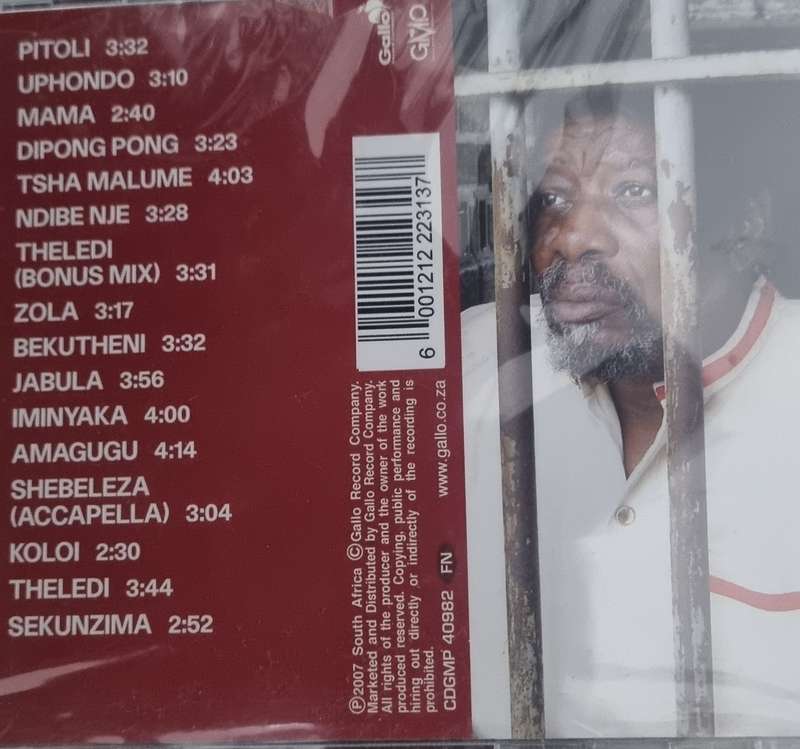 PITOLI 3:32
UPHONDO 3:10
MAMA 2:40
DIPONG PONG 3:23
TSHA MALUME 4:03
NDIBE NJE 3:28
THELEDI
(BONUS MIX) 3:31
ZOLA 3:17
BEKUTHENI 3:32
JABULA 3:56
IMINYAKA 4:00
AMAGUGU 4:14
SHEBELEZA
(ACCAPELLA) 3:04
KOLOI 2:30
THELEDI 3:44
SEKUNZIMA 2:52
Gallo
GMP
6 001212 223137
Ⓟ2007 South Africa ©Gallo Record Company.
Marketed and Distributed by Gallo Record Company.
All rights of the producer and the owner of the work
produced reserved. Copying, public performance and
hiring out directly or indirectly of the recording is
prohibited.
CDGMP 40982 FN www.gallo.co.za